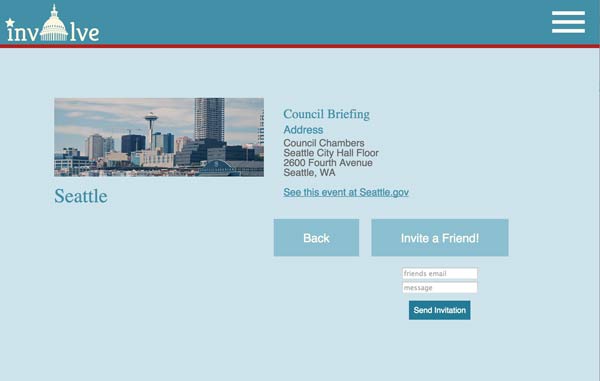 invlve
Seattle
Council Briefing
Address
Council Chambers
Seattle City Hall Floor
2600 Fourth Avenue
Seattle, WA
See this event at Seattle.gov
Back
Invite a Friend!
friends email
message
Send Invitation